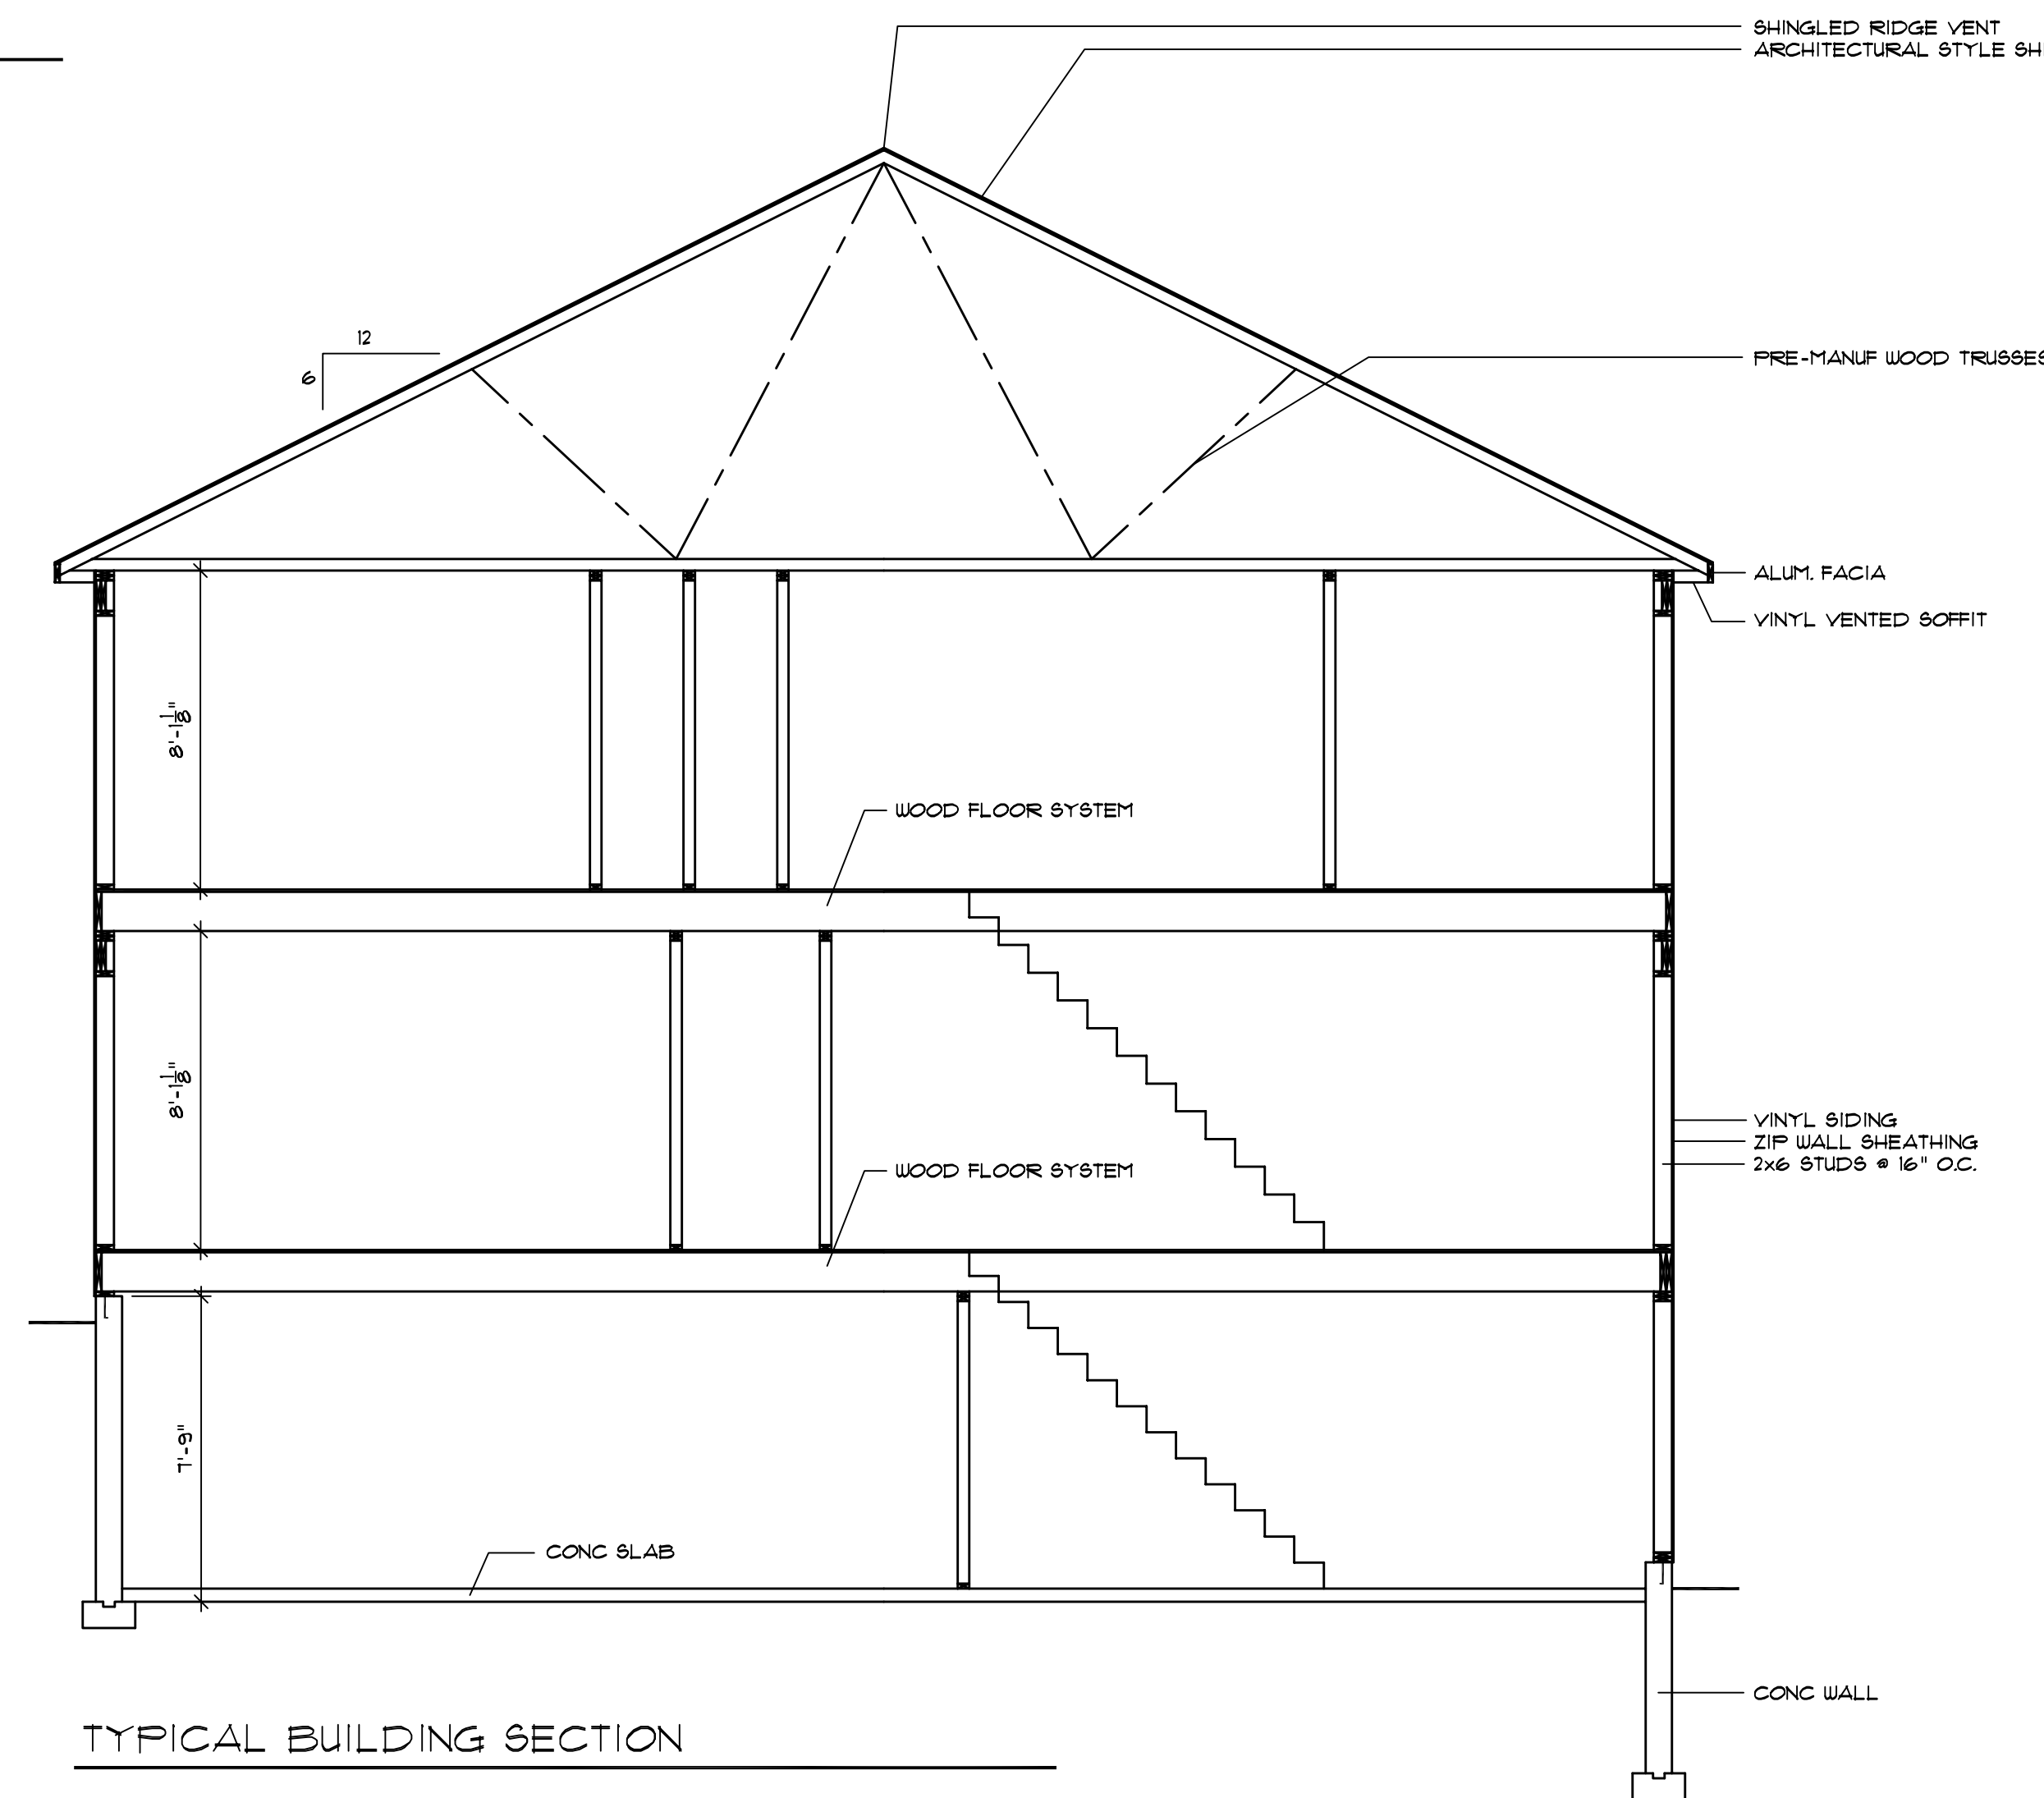 SHINGLED RIDGE VENT
ARCHITECTURAL STYLE SH
12
6
PRE-MANUF WOOD TRUSSES
ALUM. FACIA
VINYL VENTED SOFFIT
8'-1 1/8"
WOOD FLOOR SYSTEM
8'-1 1/8"
VINYL SIDING
ZIP WALL SHEATHING
2x6 STUDS @ 16" O.C.
WOOD FLOOR SYSTEM
7'-9"
CONC SLAB
CONC WALL
TYPICAL BUILDING SECTION